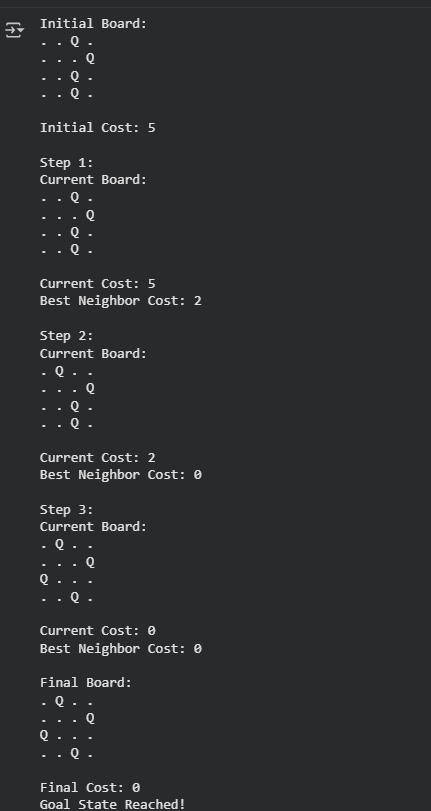 Initial Board:
. . Q .
. . . Q
. . Q .
. . Q .
Initial Cost: 5
Step 1:
Current Board:
. . Q .
. . . Q
. . Q .
. . Q .
Current Cost: 5
Best Neighbor Cost: 2
Step 2:
Current Board:
. Q . .
. . . Q
. . Q .
. . Q .
Current Cost: 2
Best Neighbor Cost: 0
Step 3:
Current Board:
. Q . .
. . . Q
Q . . .
. . Q .
Current Cost: 0
Best Neighbor Cost: 0
Final Board:
. Q . .
. . . Q
Q . . .
. . Q .
Final Cost: 0
Goal State Reached!